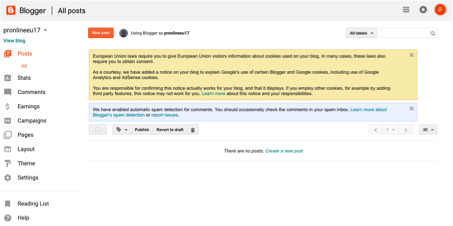 Blogger | All posts
P
pronlineeu17
View blog
Posts
All
Stats
Comments
Earnings
Campaigns
Pages
Layout
Theme
Settings
Reading List
Help
New post
Using Blogger as pronlineeu17
All labels
European Union laws require you to give European Union visitors information about cookies used on your blog. In many cases, these laws also
require you to obtain consent.
As a courtesy, we have added a notice on your blog to explain Google's use of certain Blogger and Google cookies, including use of Google
Analytics and AdSense cookies.
You are responsible for confirming this notice actually works for your blog, and that it displays. If you employ other cookies, for example by adding
third party features, this notice may not work for you. Learn more about this notice and your responsibilities.
We have enabled automatic spam detection for comments. You should occasionally check the comments in your spam inbox. Learn more about
Blogger's spam detection or report issues.
Publish
Revert to draft
1
25
There are no posts. Create a new post